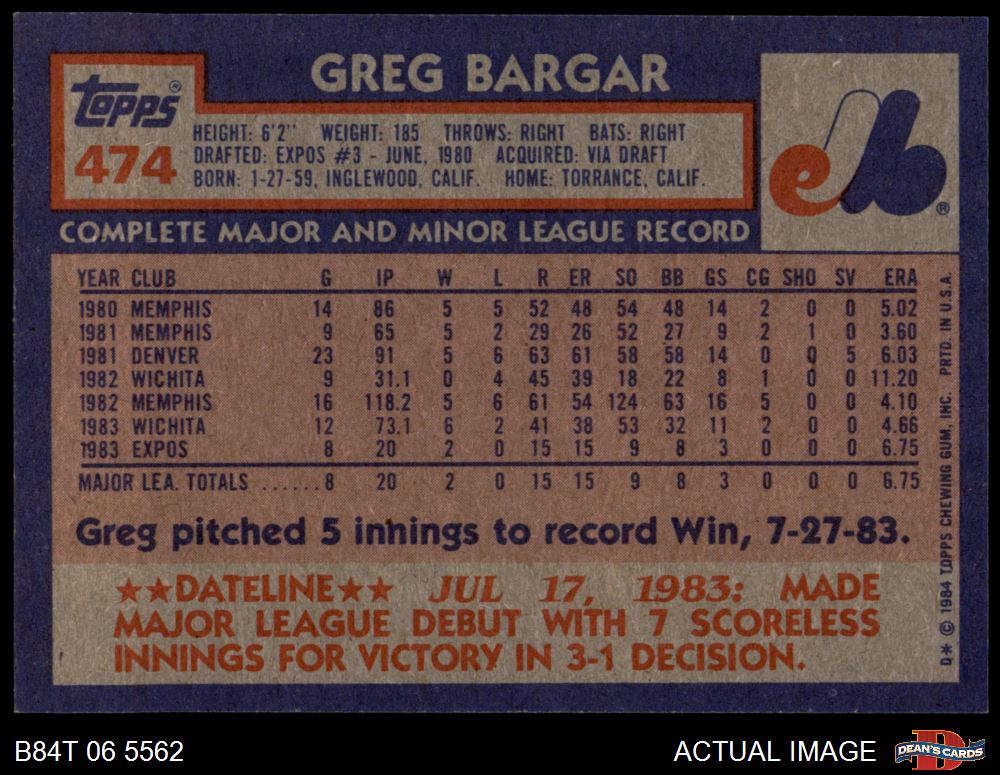 GREG BARGAR
Topps®
474
HEIGHT: 6'2" WEIGHT: 185 THROWS: RIGHT BATS: RIGHT
DRAFTED: EXPOS #3 - JUNE, 1980 ACQUIRED: VIA DRAFT
BORN: 1-27-59, INGLEWOOD, CALIF. HOME: TORRANCE, CALIF.
eb®
COMPLETE MAJOR AND MINOR LEAGUE RECORD
YEAR CLUB G IP W L R ER SO BB GS CG SHO SV ERA
1980 MEMPHIS 14 86 5 5 52 48 54 48 14 2 0 0 5.02
1981 MEMPHIS 9 65 5 2 29 26 52 27 9 2 1 0 3.60
1981 DENVER 23 91 5 6 63 61 58 58 14 0 0 5 6.03
1982 WICHITA 9 31.1 0 4 45 39 18 22 8 1 0 0 11.20
1982 MEMPHIS 16 118.2 5 6 61 54 124 63 16 5 0 0 4.10
1983 WICHITA 12 73.1 6 2 41 38 53 32 11 2 0 0 4.66
1983 EXPOS 8 20 2 0 15 15 9 8 3 0 0 0 6.75
MAJOR LEA. TOTALS ......8 20 2 0 15 15 9 8 3 0 0 0 6.75
Greg pitched 5 innings to record Win, 7-27-83.
★★DATELINE★★ JUL 17, 1983: MADE
MAJOR LEAGUE DEBUT WITH 7 SCORELESS
INNINGS FOR VICTORY IN 3-1 DECISION.
D* © 1984 TOPPS CHEWING GUM, INC. PRTD. IN U.S.A.
B84T 06 5562
ACTUAL IMAGE
DEAN'S CARDS